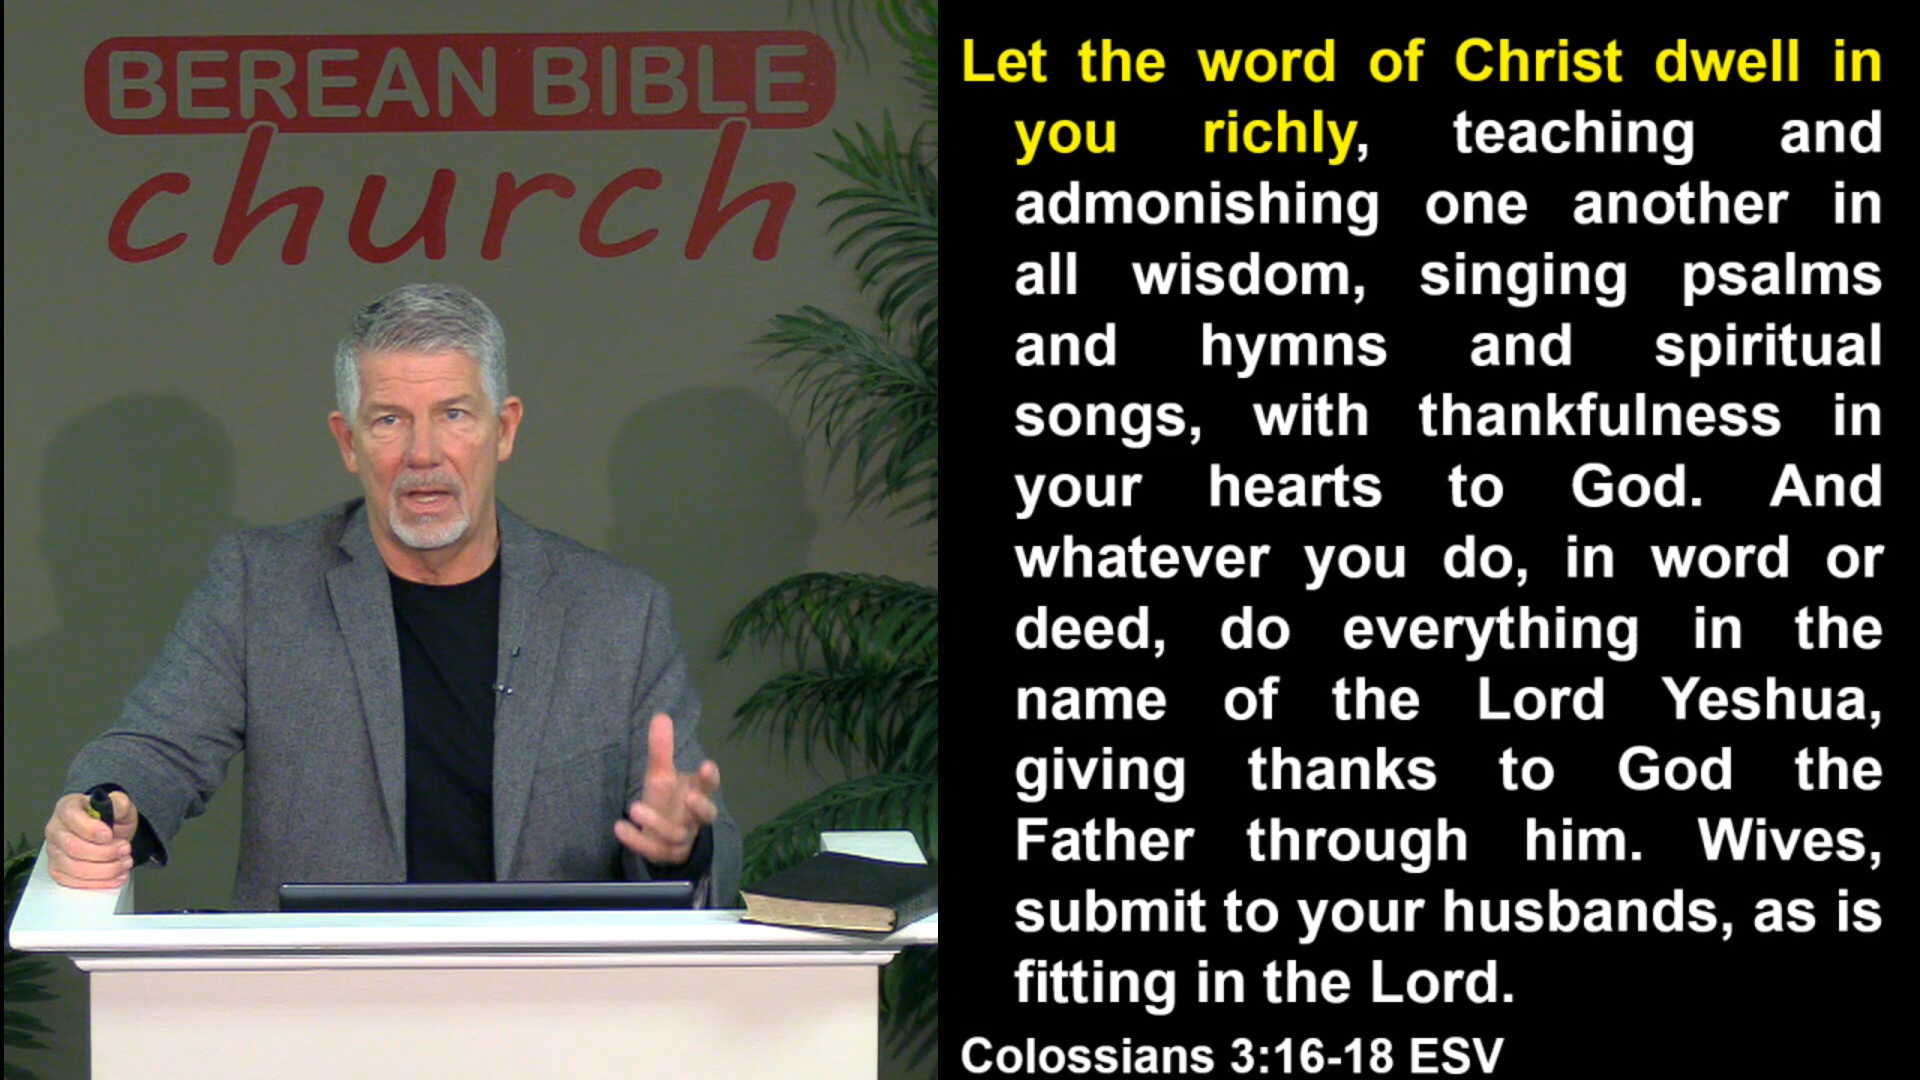 BEREAN BIBLE
church
Let the word of Christ dwell in
you richly, teaching and
admonishing one another in
all wisdom, singing psalms
and hymns and spiritual
songs, with thankfulness in
your hearts to God. And
whatever you do, in word or
deed, do everything in the
name of the Lord Yeshua,
giving thanks to God the
Father through him. Wives,
submit to your husbands, as is
fitting in the Lord.
Colossians 3:16-18 ESV